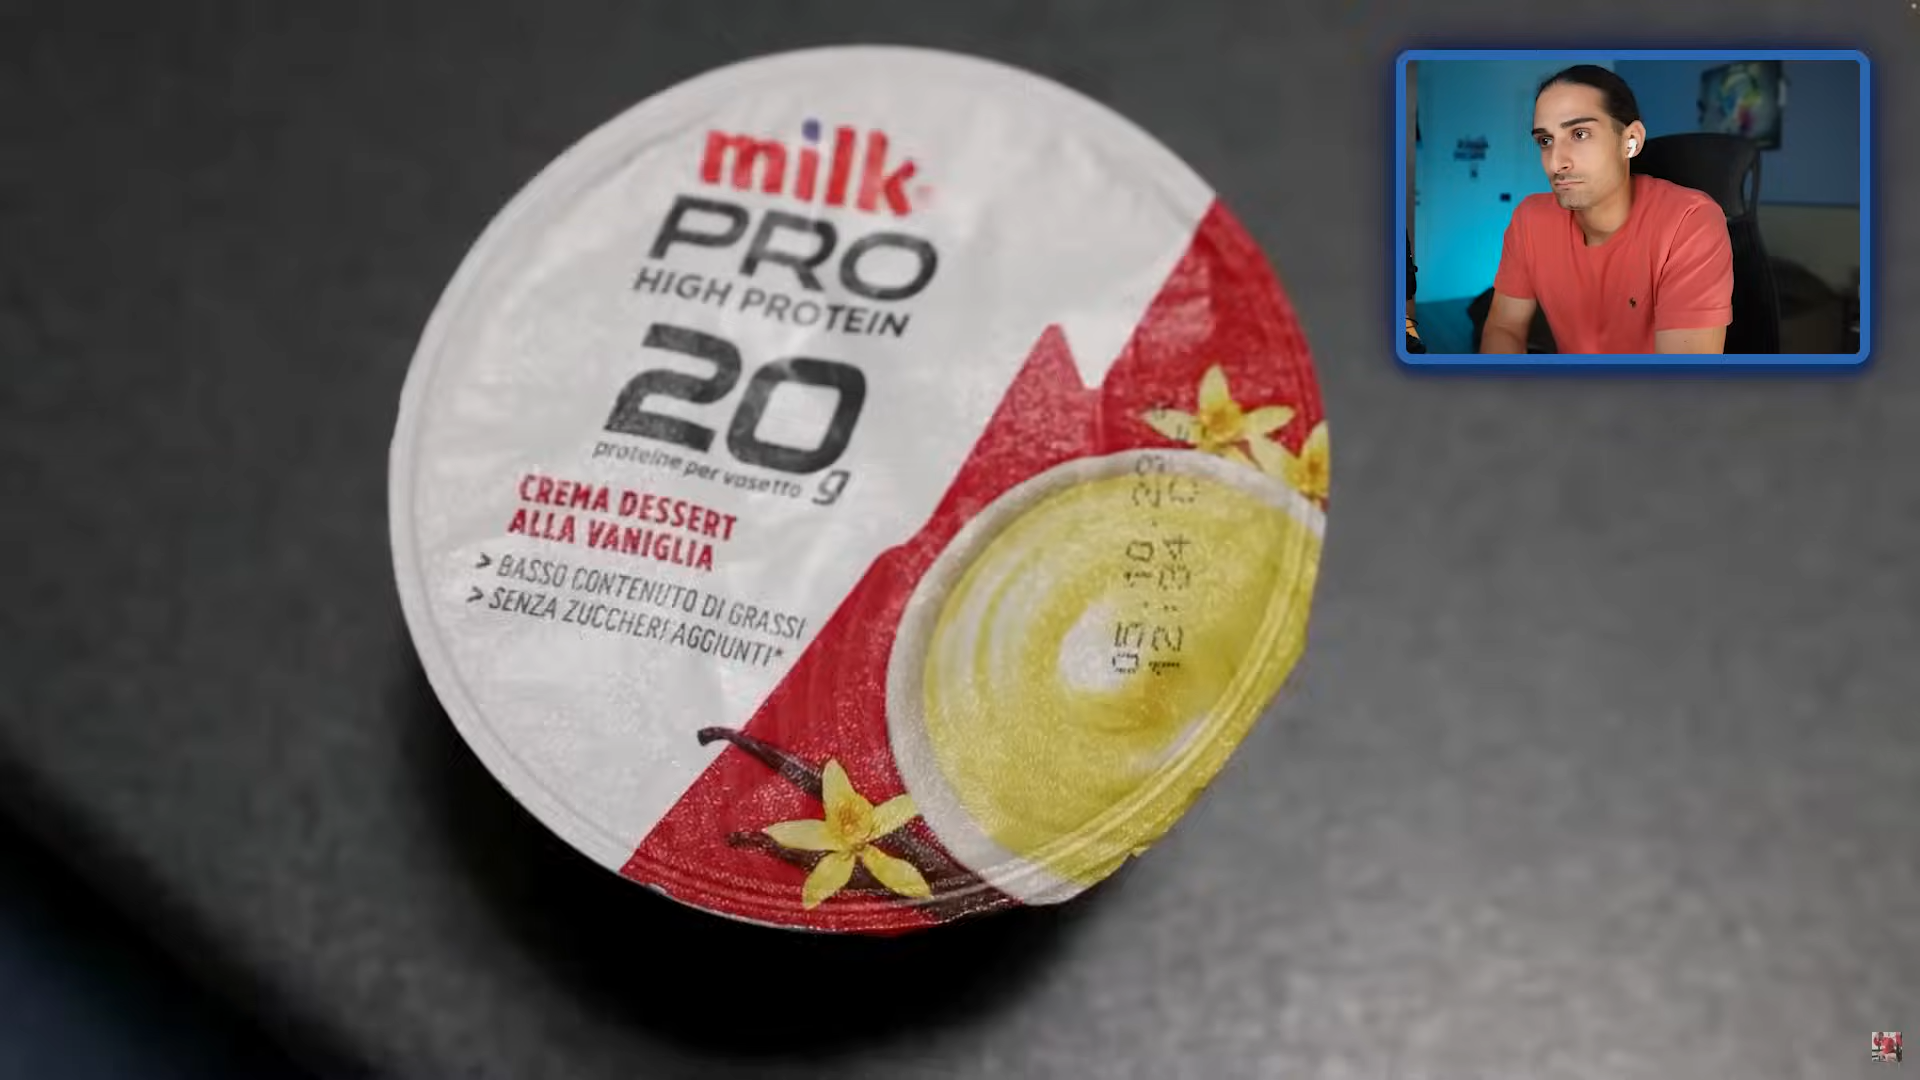 milk
PRO
HIGH PROTEIN
20 g
proteine per vasetto
CREMA DESSERT
ALLA VANIGLIA
> BASSO CONTENUTO DI GRASSI
> SENZA ZUCCHERI AGGIUNTI*